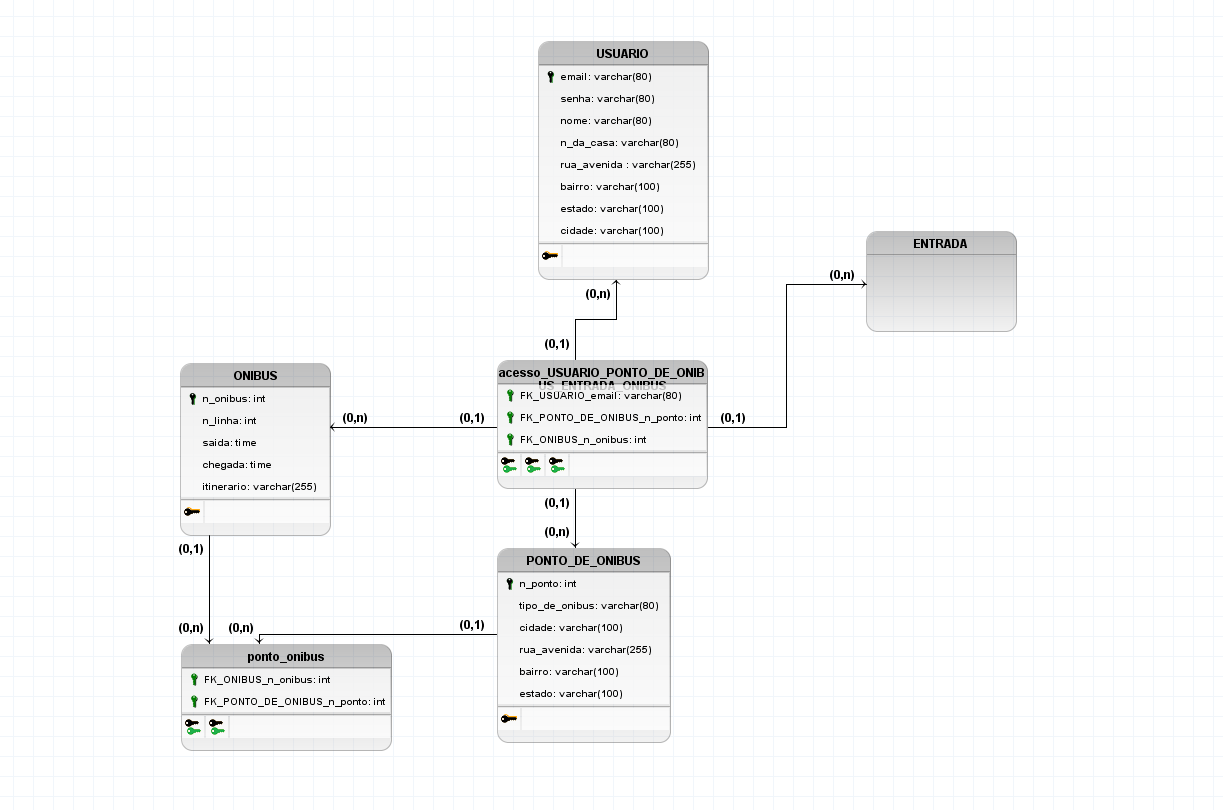 USUARIO
email: varchar(80)
senha: varchar(80)
nome: varchar(80)
n_da_casa: varchar(80)
rua_avenida : varchar(255)
bairro: varchar(100)
estado: varchar(100)
cidade: varchar(100)
(0,n)
(0,1)
ENTRADA
(0,n)
ONIBUS
n_onibus: int
n_linha: int
saida: time
chegada: time
itinerario: varchar(255)
(0,n)
(0,1)
acesso_USUARIO_PONTO_DE_ONIB
US_ENTRADA_ONIBUS
FK_USUARIO_email: varchar(80)
FK_PONTO_DE_ONIBUS_n_ponto: int
FK_ONIBUS_n_onibus: int
(0,1)
(0,1)
(0,n)
(0,1)
(0,n)
(0,n)
(0,1)
PONTO_DE_ONIBUS
n_ponto: int
tipo_de_onibus: varchar(80)
cidade: varchar(100)
rua_avenida: varchar(255)
bairro: varchar(100)
estado: varchar(100)
ponto_onibus
FK_ONIBUS_n_onibus: int
FK_PONTO_DE_ONIBUS_n_ponto: int